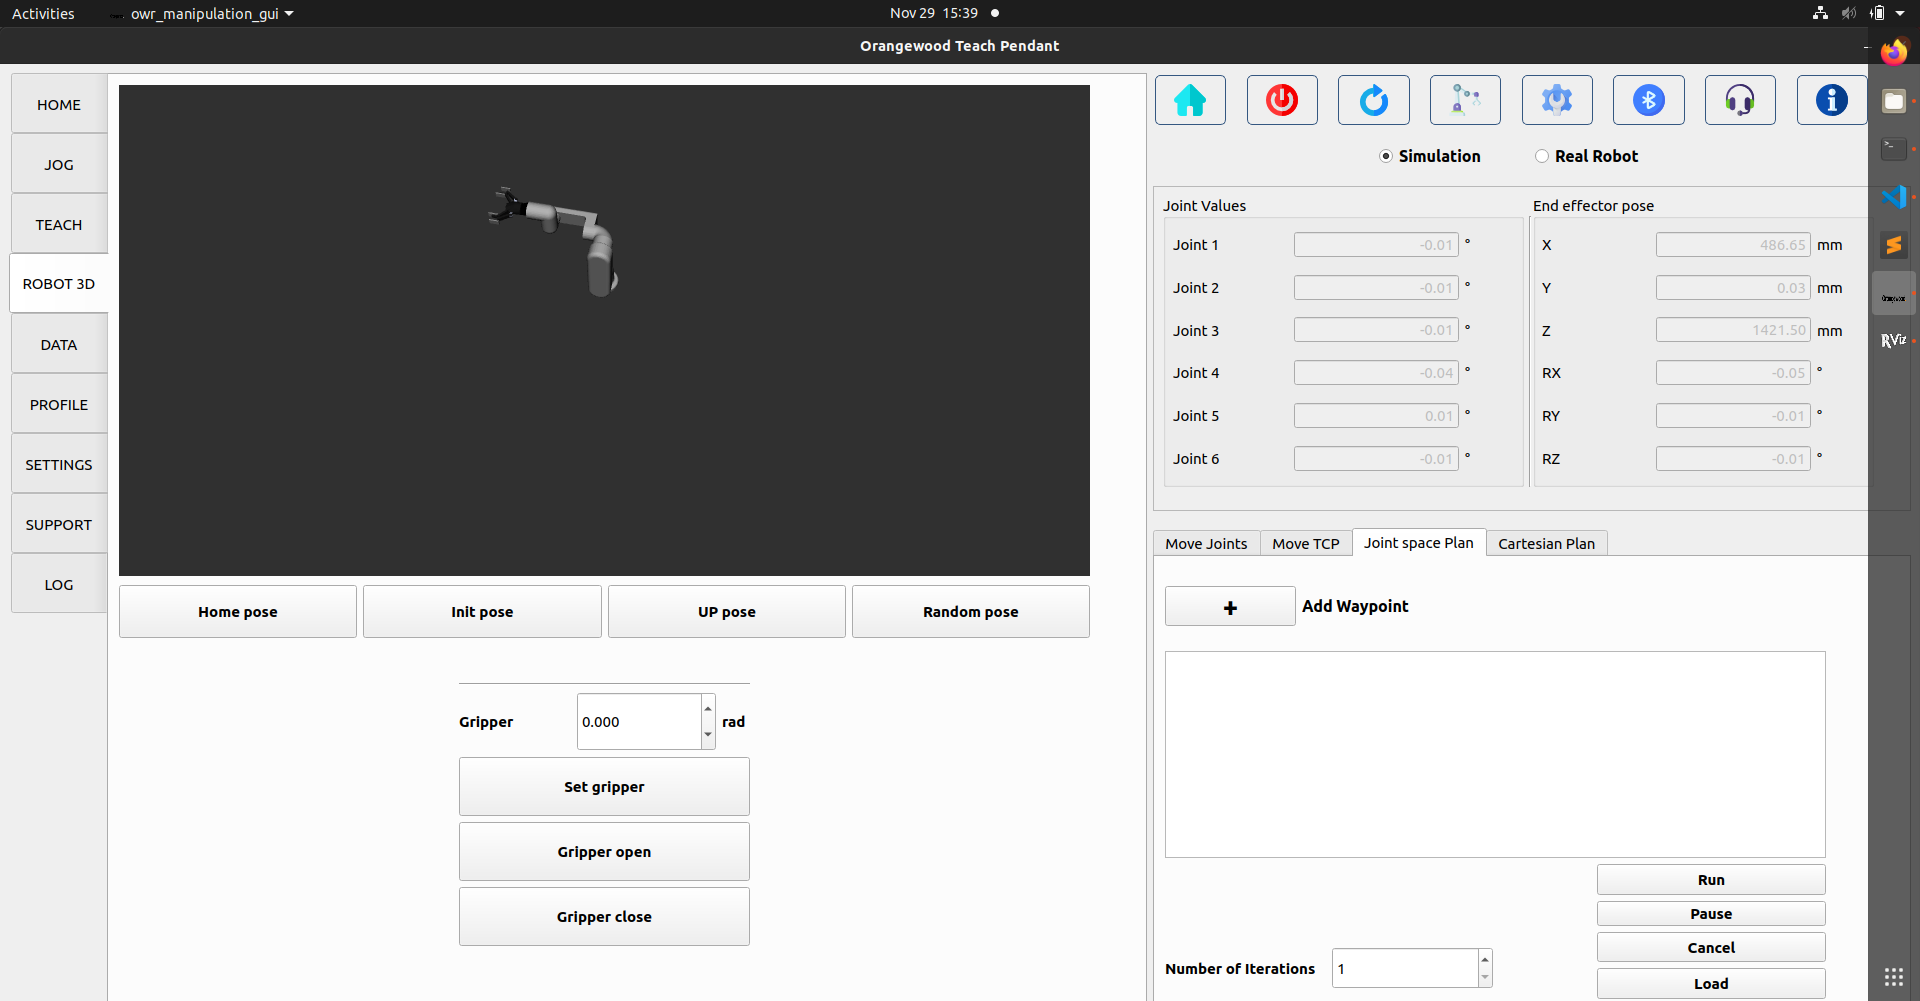 Activities
owr_manipulation_gui
Nov 29 15:39
Orangewood Teach Pendant
HOME
JOG
TEACH
ROBOT 3D
DATA
PROFILE
SETTINGS
SUPPORT
LOG
Home pose
Init pose
UP pose
Random pose
Gripper 0.000 rad
Set gripper
Gripper open
Gripper close
Simulation
Real Robot
Joint Values
Joint 1 -0.01 °
Joint 2 -0.01 °
Joint 3 -0.01 °
Joint 4 -0.04 °
Joint 5 0.01 °
Joint 6 -0.01 °
End effector pose
X 486.65 mm
Y 0.03 mm
Z 1421.50 mm
RX -0.05 °
RY -0.01 °
RZ -0.01 °
Move Joints
Move TCP
Joint space Plan
Cartesian Plan
+ Add Waypoint
Run
Pause
Cancel
Load
Number of Iterations 1
RViz